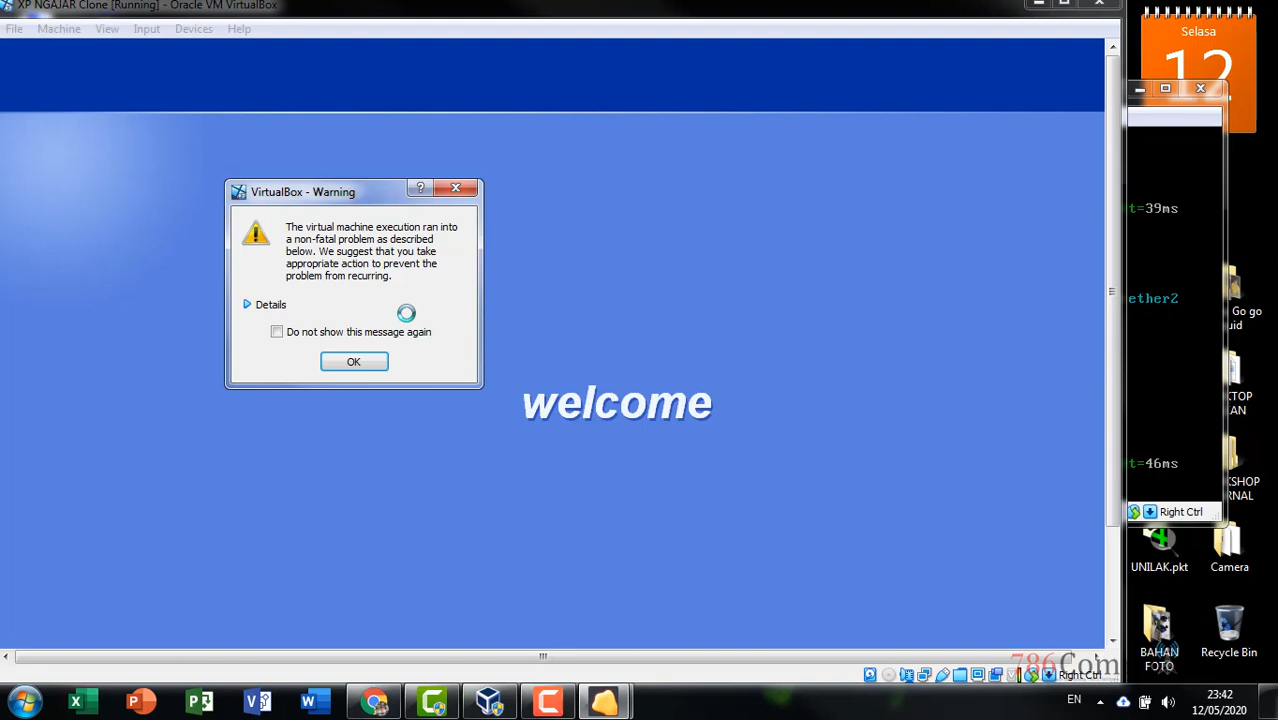 XP NGAJAR Clone [Running] - Oracle VM VirtualBox
File Machine View Input Devices Help
Selasa
12
VirtualBox - Warning
The virtual machine execution ran into
a non-fatal problem as described
below. We suggest that you take
appropriate action to prevent the
problem from recurring.
Details
Do not show this message again
OK
welcome
t=39ms
ether2
t=46ms
Right Ctrl
Go go
uid
KTOP
AN
KSHOP
RNAL
UNILAK.pkt
Camera
BAHAN
FOTO
Recycle Bin
786Com
Right Ctrl
EN
23:42
12/05/2020